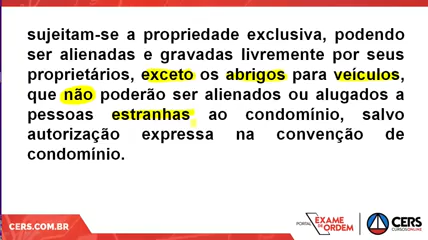 sujeitam-se a propriedade exclusiva, podendo
ser alienadas e gravadas livremente por seus
proprietários, exceto os abrigos para veículos,
que não poderão ser alienados ou alugados a
pessoas estranhas ao condomínio, salvo
autorização expressa na convenção de
condomínio.
CERS.COM.BR
PORTAL EXAME DE ORDEM
CERS
CURSOS ONLINE